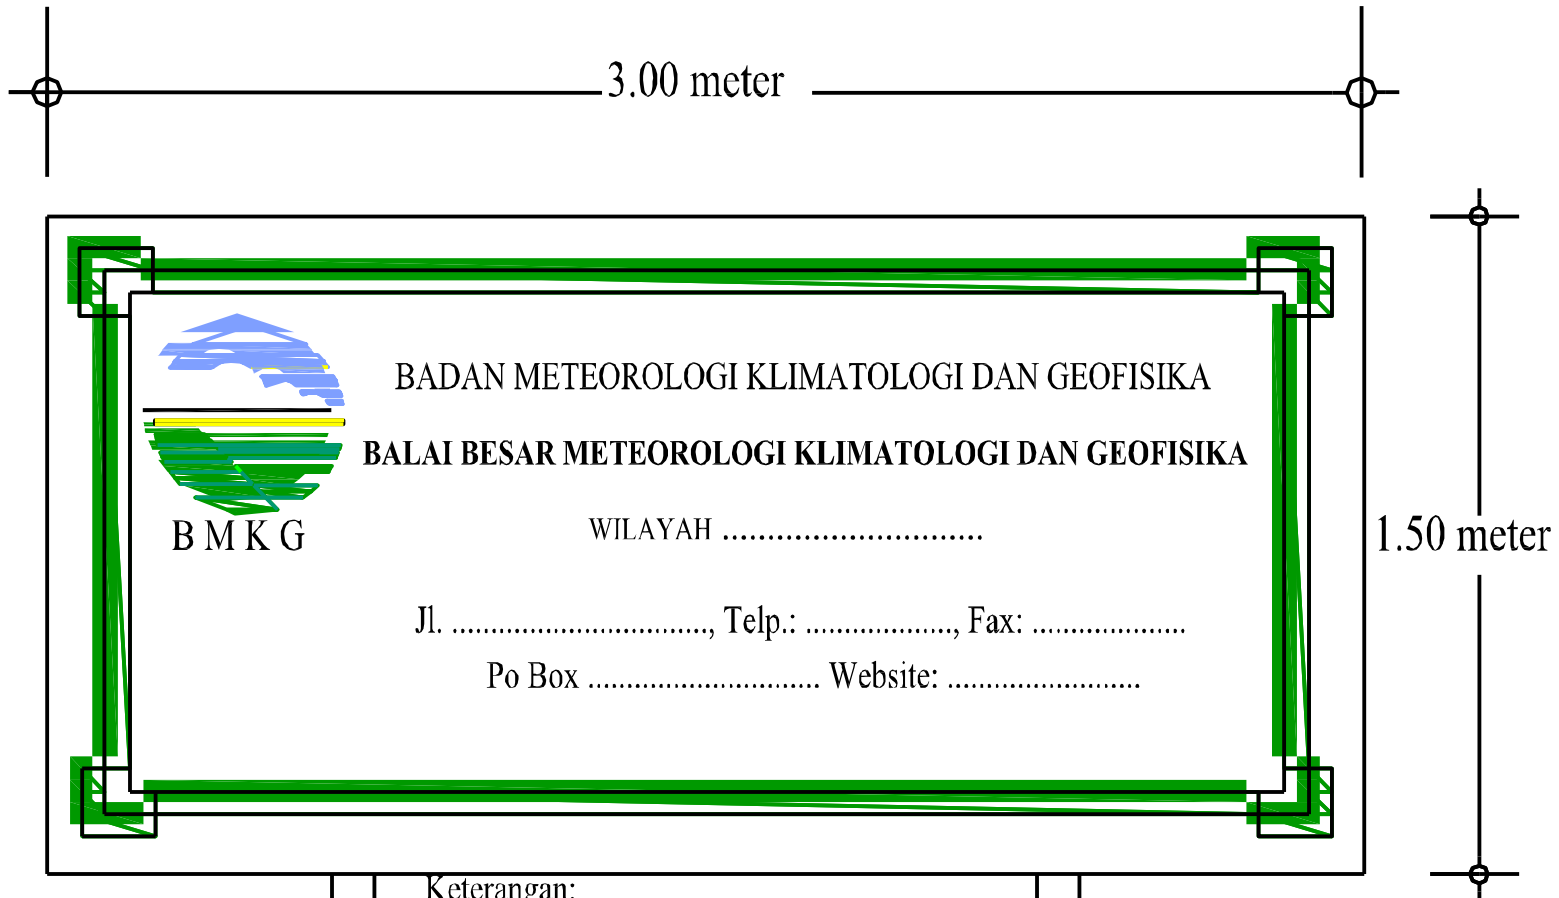 3.00 meter
BADAN METEOROLOGI KLIMATOLOGI DAN GEOFISIKA
BALAI BESAR METEOROLOGI KLIMATOLOGI DAN GEOFISIKA
B M K G
WILAYAH .............................
1.50 meter
Jl. ................................., Telp.: ..................., Fax: ....................
Po Box .............................. Website: .........................
Keterangan: